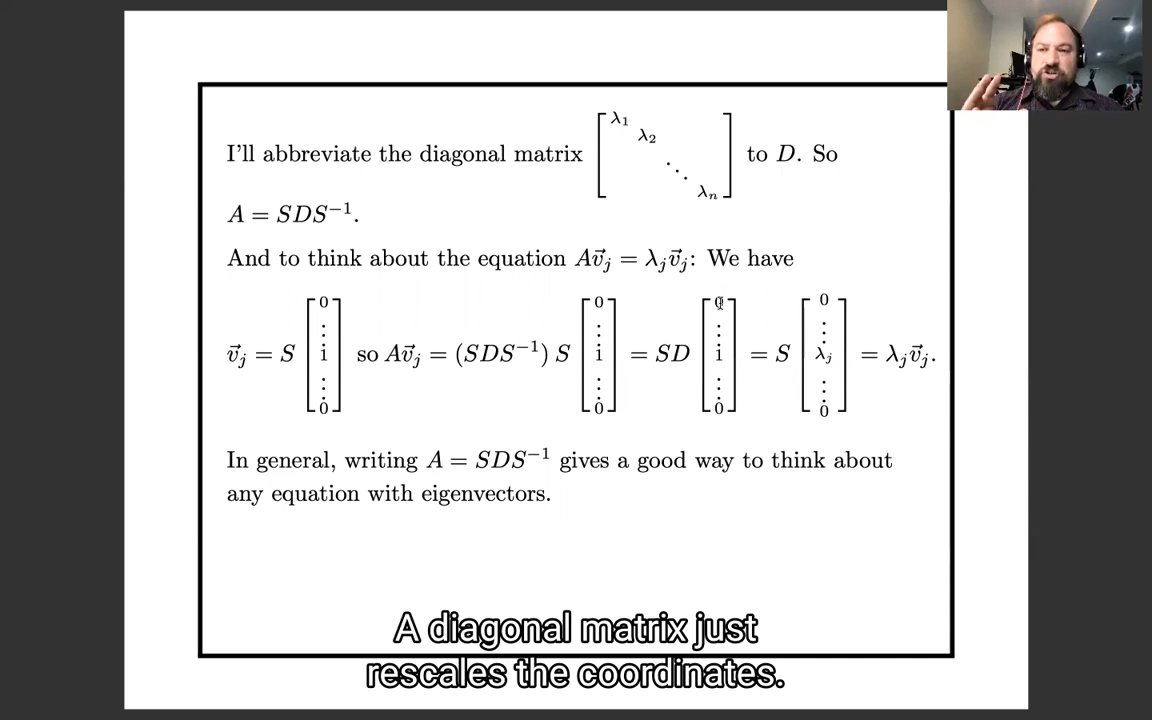 I'll abbreviate the diagonal matrix [λ₁ λ₂ ⋱ λₙ] to D. So
A = SDS⁻¹.
And to think about the equation Av⃗ⱼ = λⱼv⃗ⱼ: We have
v⃗ⱼ = S [0 ⋮ 1 ⋮ 0] so Av⃗ⱼ = (SDS⁻¹) S [0 ⋮ 1 ⋮ 0] = SD [0 ⋮ 1 ⋮ 0] = S [0 ⋮ λⱼ ⋮ 0] = λⱼv⃗ⱼ.
In general, writing A = SDS⁻¹ gives a good way to think about
any equation with eigenvectors.
A diagonal matrix just
rescales the coordinates.